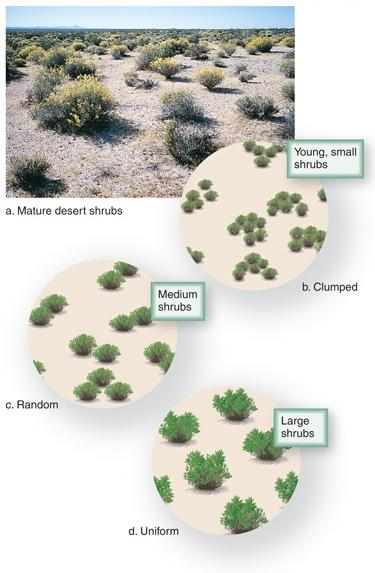 a. Mature desert shrubs
Young, small
shrubs
b. Clumped
Medium
shrubs
c. Random
Large
shrubs
d. Uniform